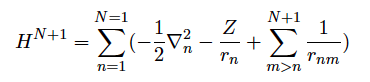 H^{N+1} = \sum_{n=1}^{N=1} (-\frac{1}{2}\nabla_n^2 - \frac{Z}{r_n} + \sum_{m>n}^{N+1} \frac{1}{r_{nm}})